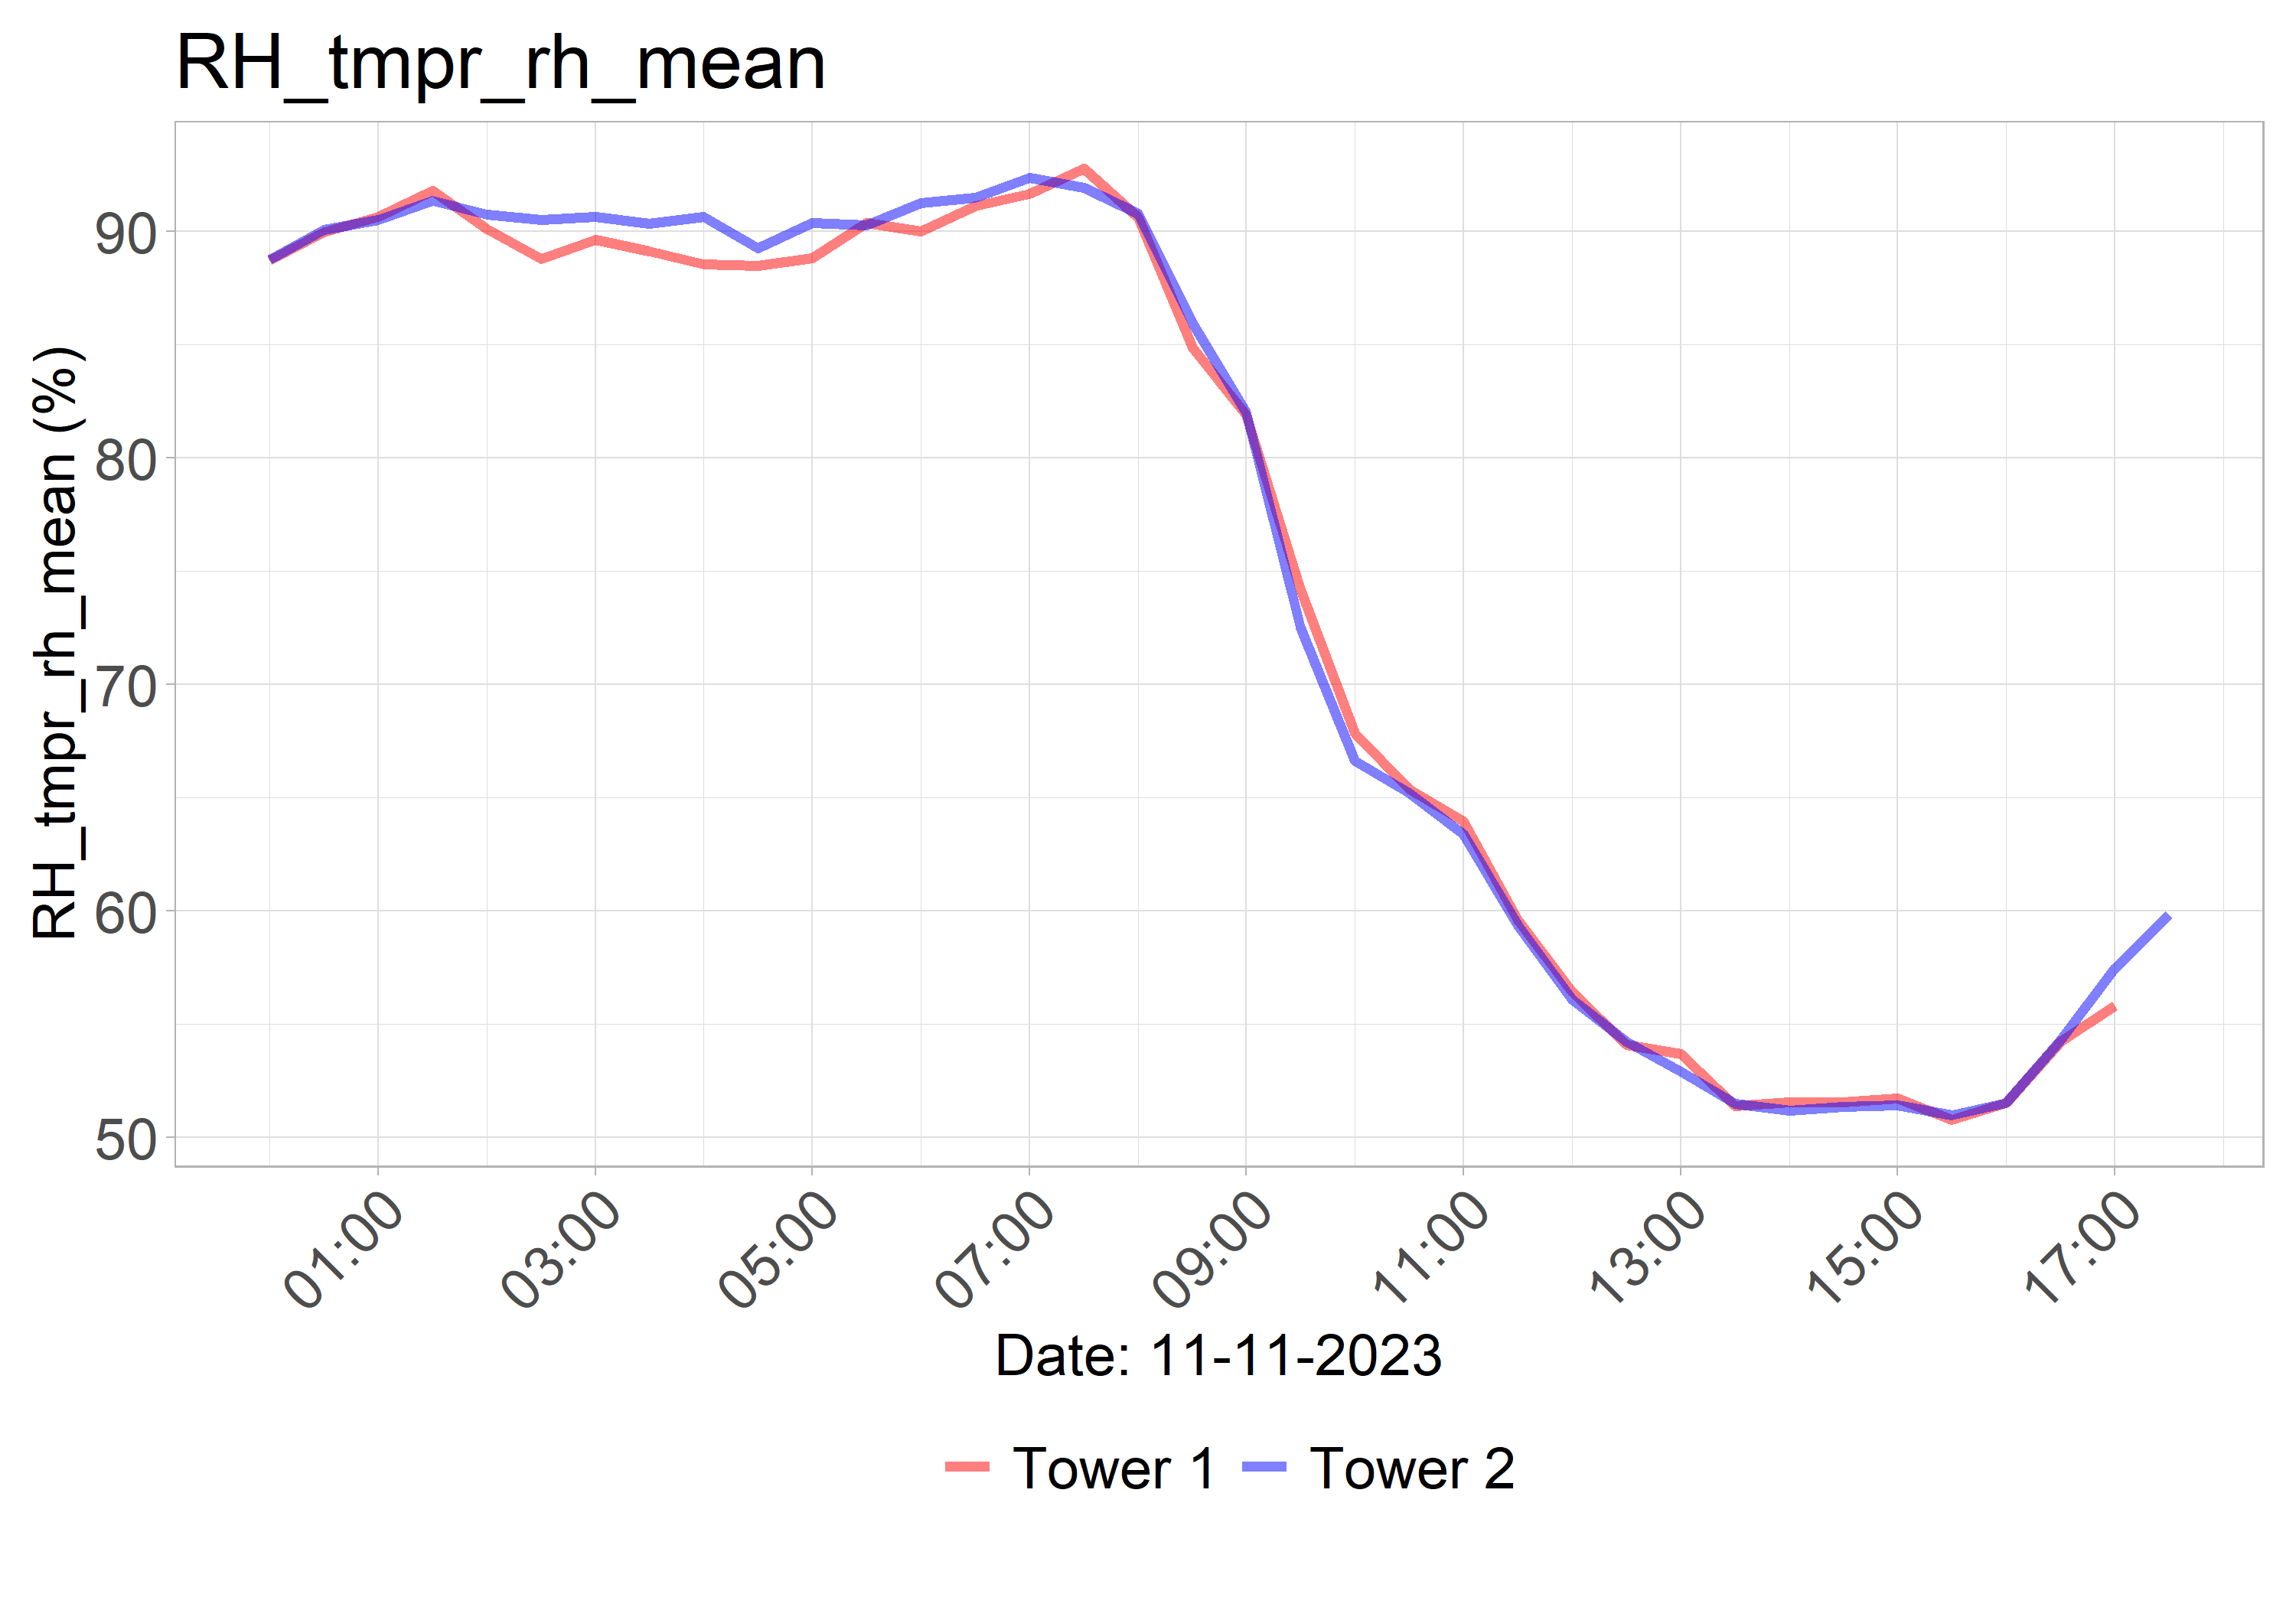 RH_tmpr_rh_mean
RH_tmpr_rh_mean (%)
90
80
70
60
50
01:00 03:00 05:00 07:00 09:00 11:00 13:00 15:00 17:00
Date: 11-11-2023
Tower 1 Tower 2